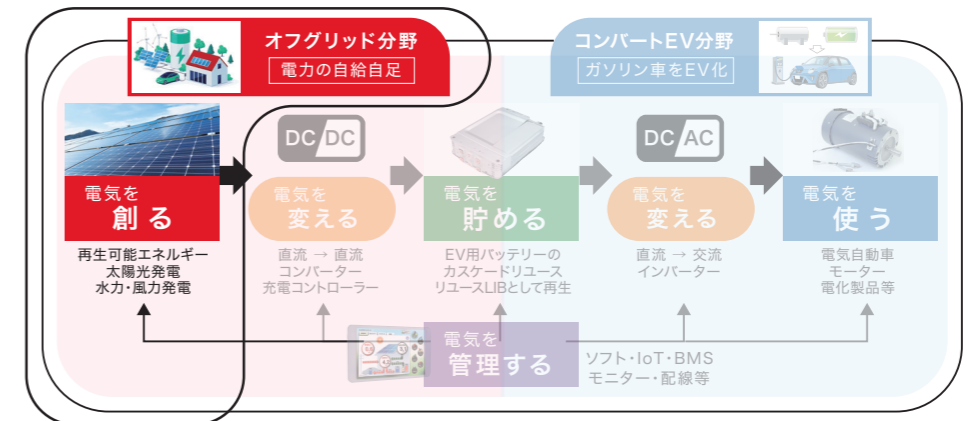 オフグリッド分野
電力の自給自足
コンバートEV分野
ガソリン車をEV化
電気を
創る
再生可能エネルギー
太陽光発電
水力・風力発電
DC/DC
電気を
変える
直流 → 直流
コンバーター
充電コントローラー
電気を
貯める
EV用バッテリーの
カスケードリユース
リユースLIBとして再生
DC/AC
電気を
変える
直流 → 交流
インバーター
電気を
使う
電気自動車
モーター
電化製品等
電気を
管理する
ソフト・IoT・BMS
モニター・配線等